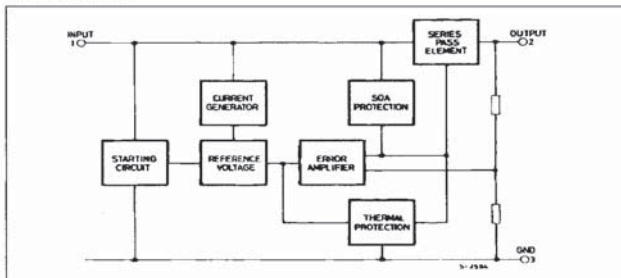 INPUT
1
SERIES
PASS
ELEMENT
OUTPUT
2
CURRENT
GENERATOR
SOA
PROTECTION
STARTING
CIRCUIT
REFERENCE
VOLTAGE
ERROR
AMPLIFIER
THERMAL
PROTECTION
GND
3
S-2584